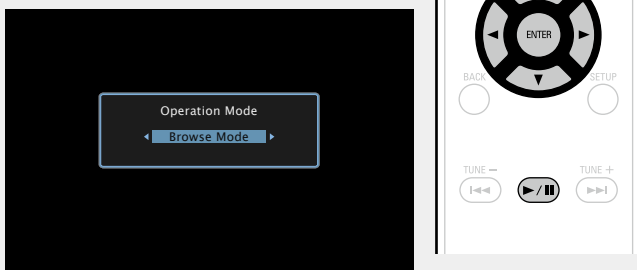 Operation Mode
Browse Mode
ENTER
BACK
SETUP
TUNE −
TUNE +